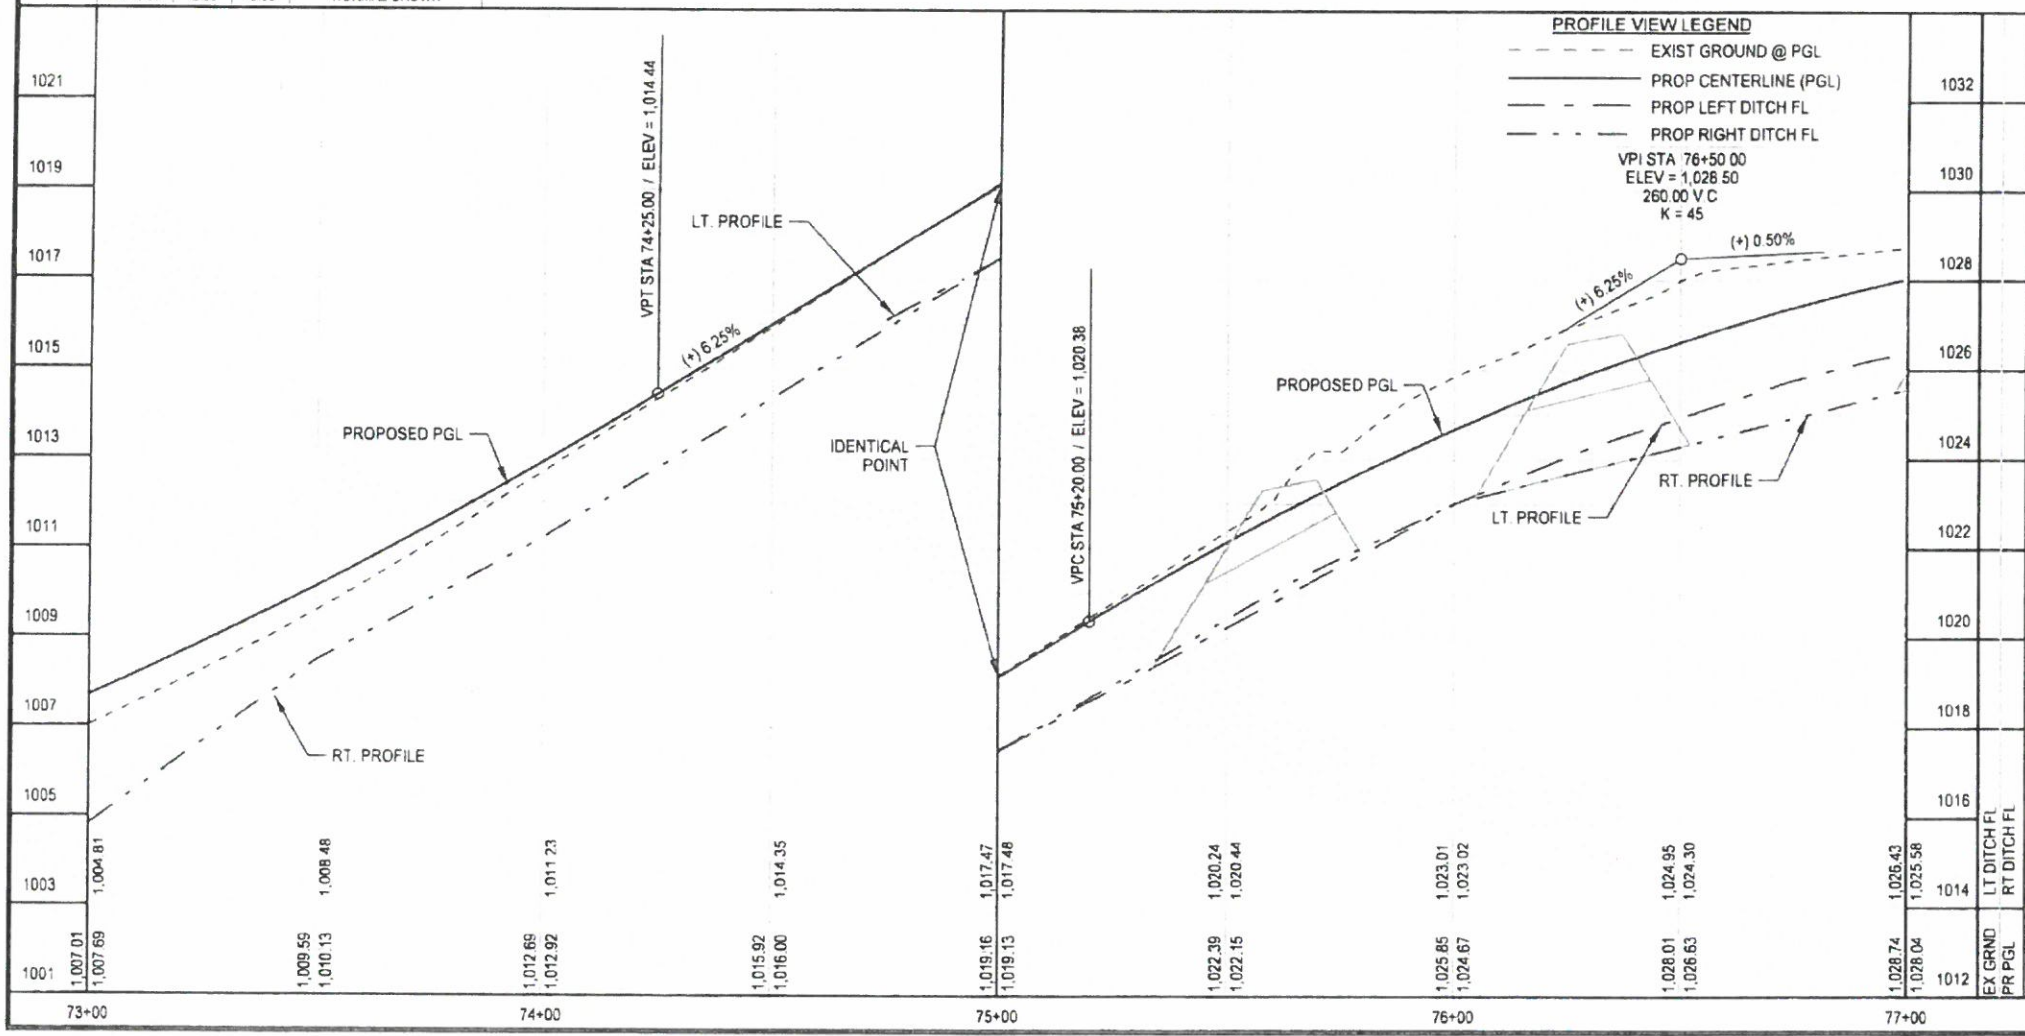 PROFILE VIEW LEGEND
EXIST GROUND @ PGL
PROP CENTERLINE (PGL)
PROP LEFT DITCH FL
PROP RIGHT DITCH FL
VPI STA 76+50 00
ELEV = 1,028 50
260.00 V.C
K = 45
(+) 0.50%
(+) 6.25%
1021
1019
1017
1015
1013
1011
1009
1007
1005
1003
1001
VPT STA 74+25.00 / ELEV = 1,014 44
LT. PROFILE
(+) 6 25%
PROPOSED PGL
RT. PROFILE
IDENTICAL
POINT
VPC STA 75+20 00 / ELEV = 1,020.38
PROPOSED PGL
LT. PROFILE
RT. PROFILE
1032
1030
1028
1026
1024
1022
1020
1018
1016
1014
1012
1,004.81
1,008.48
1,011 23
1,014.35
1,017.47
1,017.48
1,020.24
1,020 44
1,023.01
1,023 02
1,024.95
1,024.30
1,026.43
1,025.58
LT DITCH FL
RT DITCH FL
1,007 01
1,007 69
1,009.59
1,010.13
1,012 69
1,012 92
1,015.92
1,016.00
1,019.16
1,019.13
1,022.39
1,022.15
1,025.85
1,024.67
1,028.01
1,026.63
1,028.74
1,028.04
EX GRND
PR PGL
73+00
74+00
75+00
76+00
77+00